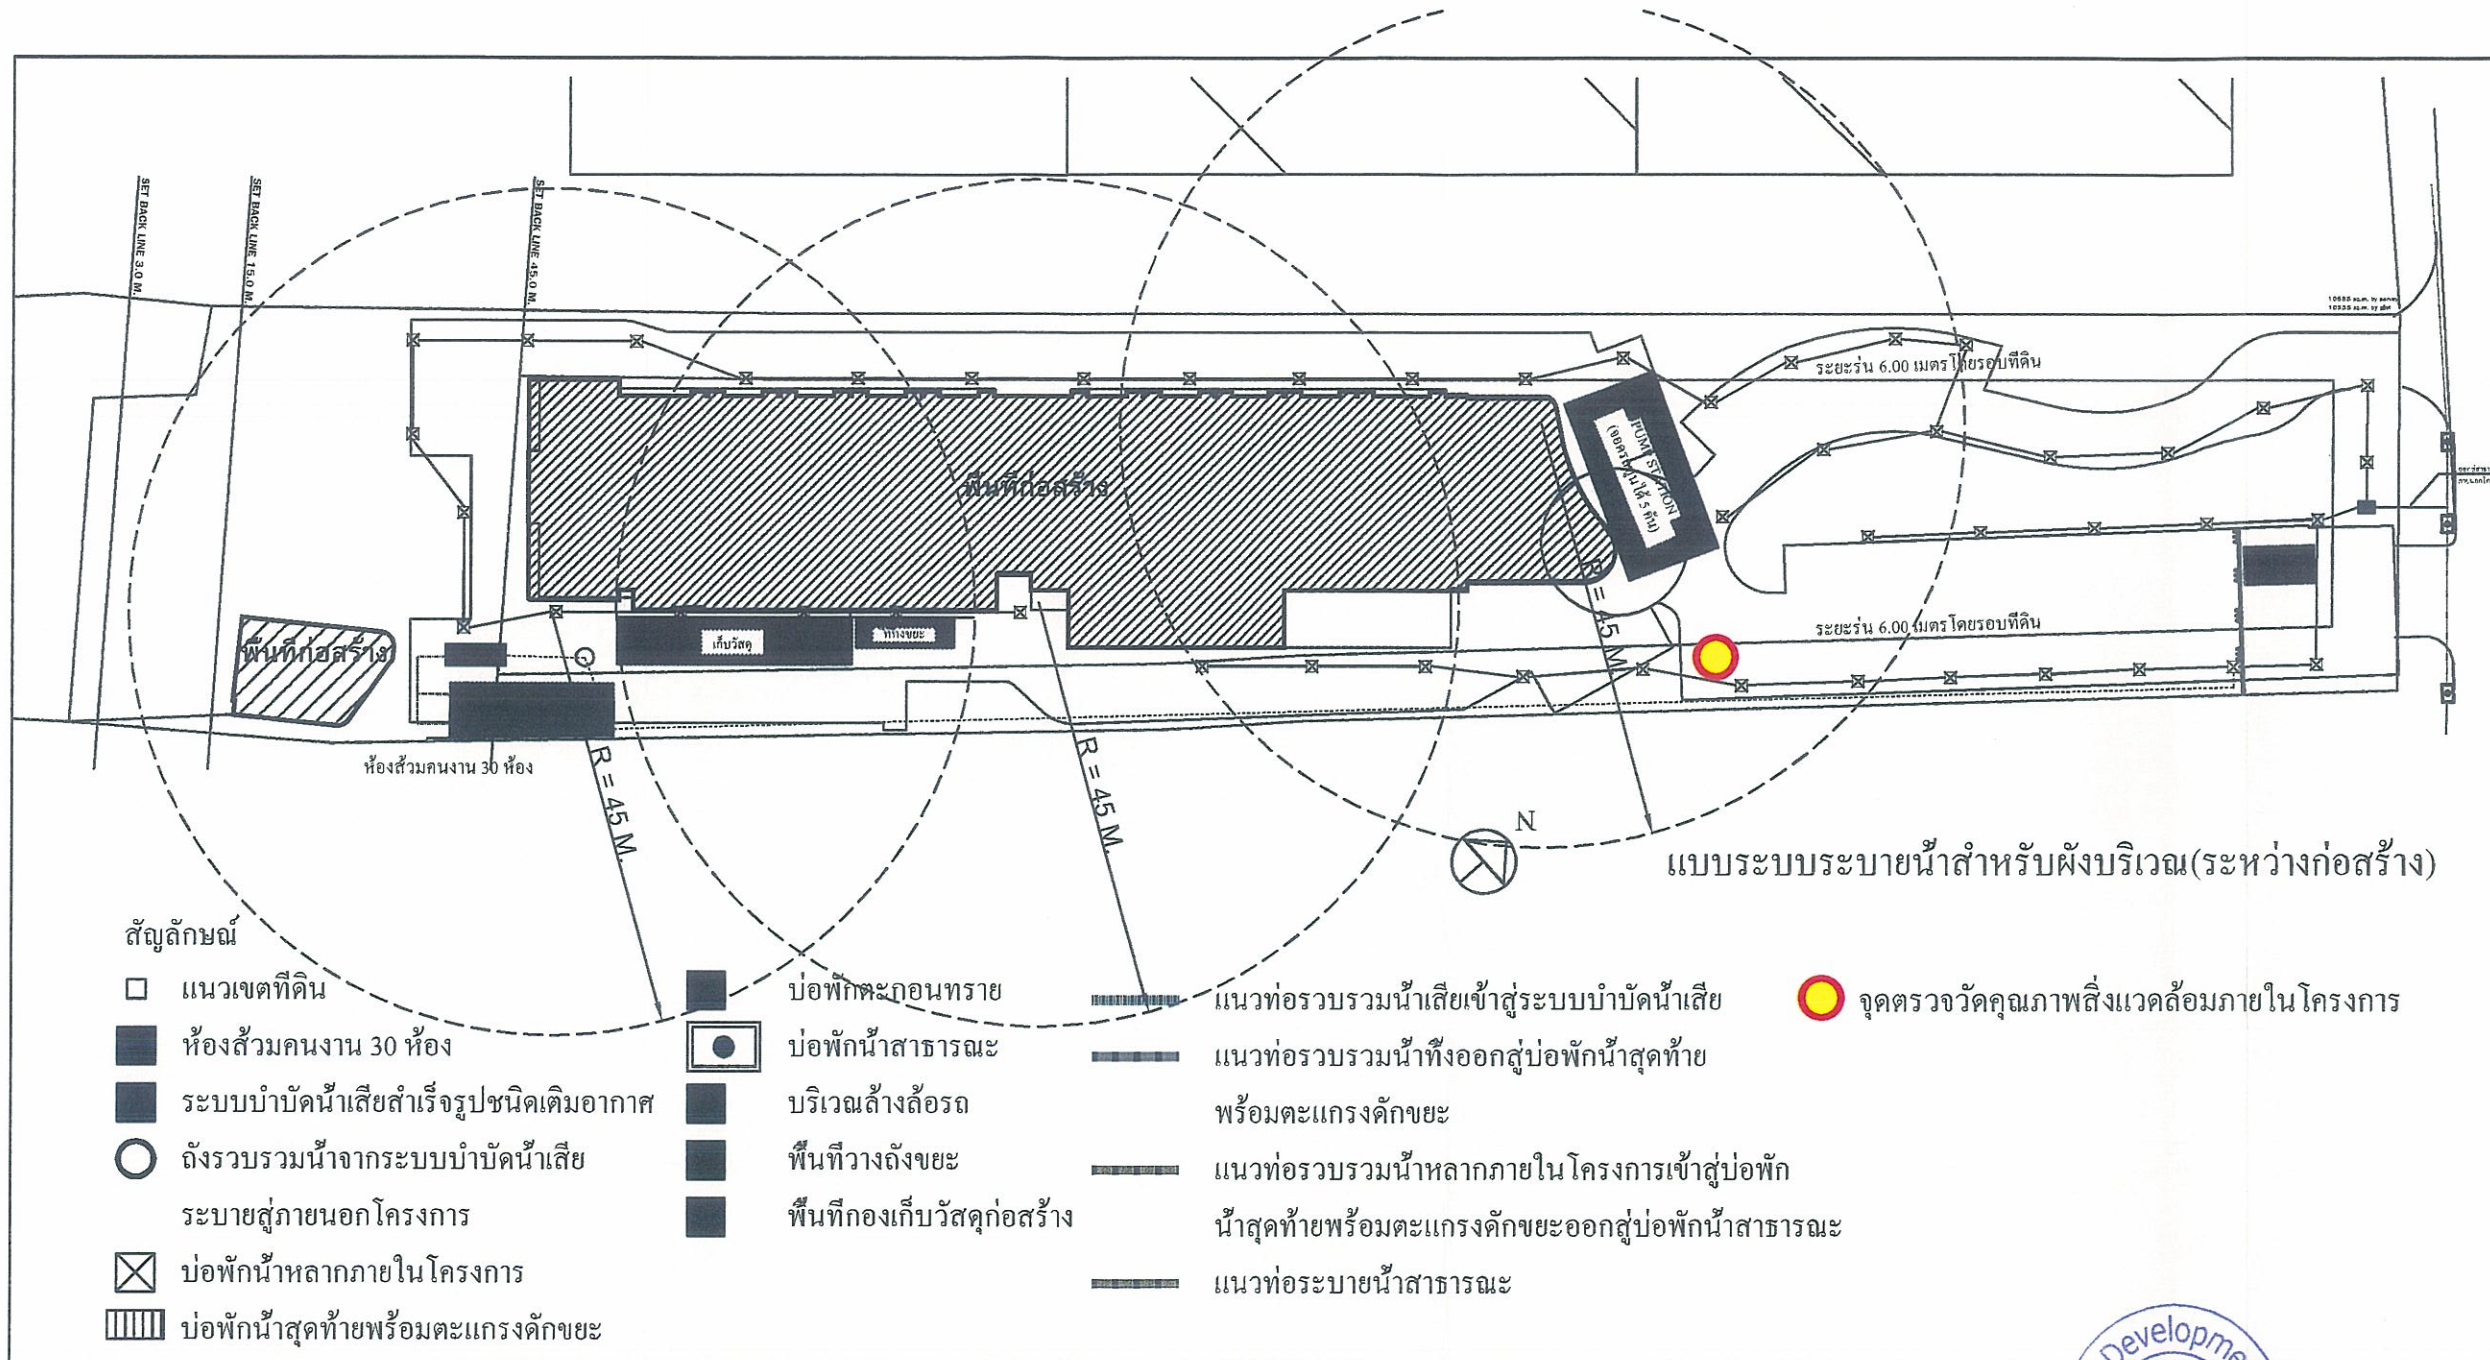 SET BACK LINE 3.0 M.
SET BACK LINE 15.0 M.
SET BACK LINE 45.0 M.
ระยะร่น 6.00 เมตรโดยรอบที่ดิน
PUMP STATION
(จอดรถปูนได้ 5 คัน)
พื้นที่ก่อสร้าง
ระยะร่น 6.00 เมตรโดยรอบที่ดิน
เก็บวัสดุ
พื้นที่ก่อสร้าง
ห้องส้วมคนงาน 30 ห้อง
R = 45 M.
R = 45 M.
R = 45 M.
N
แบบระบบระบายน้ำสำหรับผังบริเวณ(ระหว่างก่อสร้าง)
สัญลักษณ์
แนวเขตที่ดิน
ห้องส้วมคนงาน 30 ห้อง
ระบบบำบัดน้ำเสียสำเร็จรูปชนิดเติมอากาศ
ถังรวบรวมน้ำจากระบบบำบัดน้ำเสีย
ระบายสู่ภายนอกโครงการ
บ่อพักน้ำหลากภายในโครงการ
บ่อพักน้ำสุดท้ายพร้อมตะแกรงดักขยะ
บ่อพักตะกอนทราย
บ่อพักน้ำสาธารณะ
บริเวณล้างล้อรถ
พื้นที่วางถังขยะ
พื้นที่กองเก็บวัสดุก่อสร้าง
แนวท่อรวบรวมน้ำเสียเข้าสู่ระบบบำบัดน้ำเสีย
แนวท่อรวบรวมน้ำทิ้งออกสู่บ่อพักน้ำสุดท้าย
พร้อมตะแกรงดักขยะ
แนวท่อรวบรวมน้ำหลากภายในโครงการเข้าสู่บ่อพัก
น้ำสุดท้ายพร้อมตะแกรงดักขยะออกสู่บ่อพักน้ำสาธารณะ
แนวท่อระบายน้ำสาธารณะ
จุดตรวจวัดคุณภาพสิ่งแวดล้อมภายในโครงการ